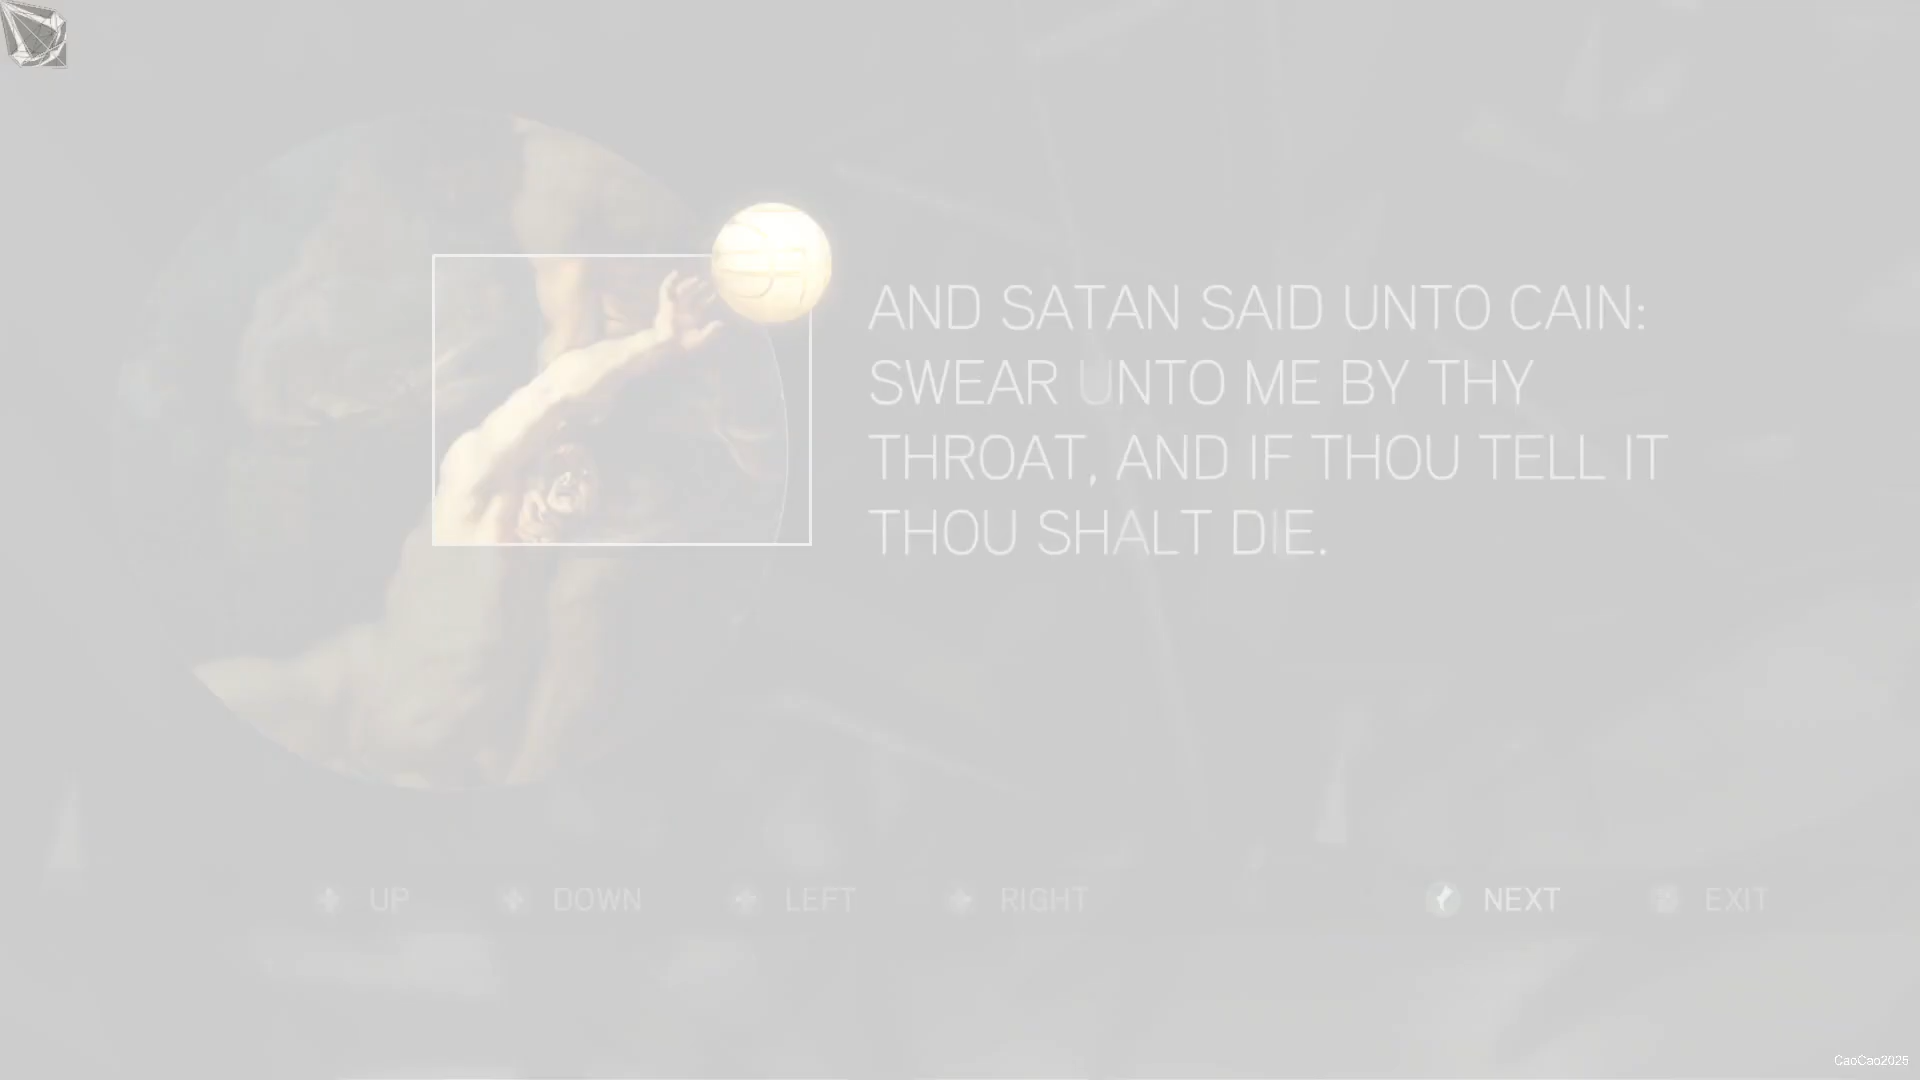 AND SATAN SAID UNTO CAIN:
SWEAR UNTO ME BY THY
THROAT, AND IF THOU TELL IT
THOU SHALT DIE.
UP DOWN LEFT RIGHT NEXT EXIT
CaoCao2025